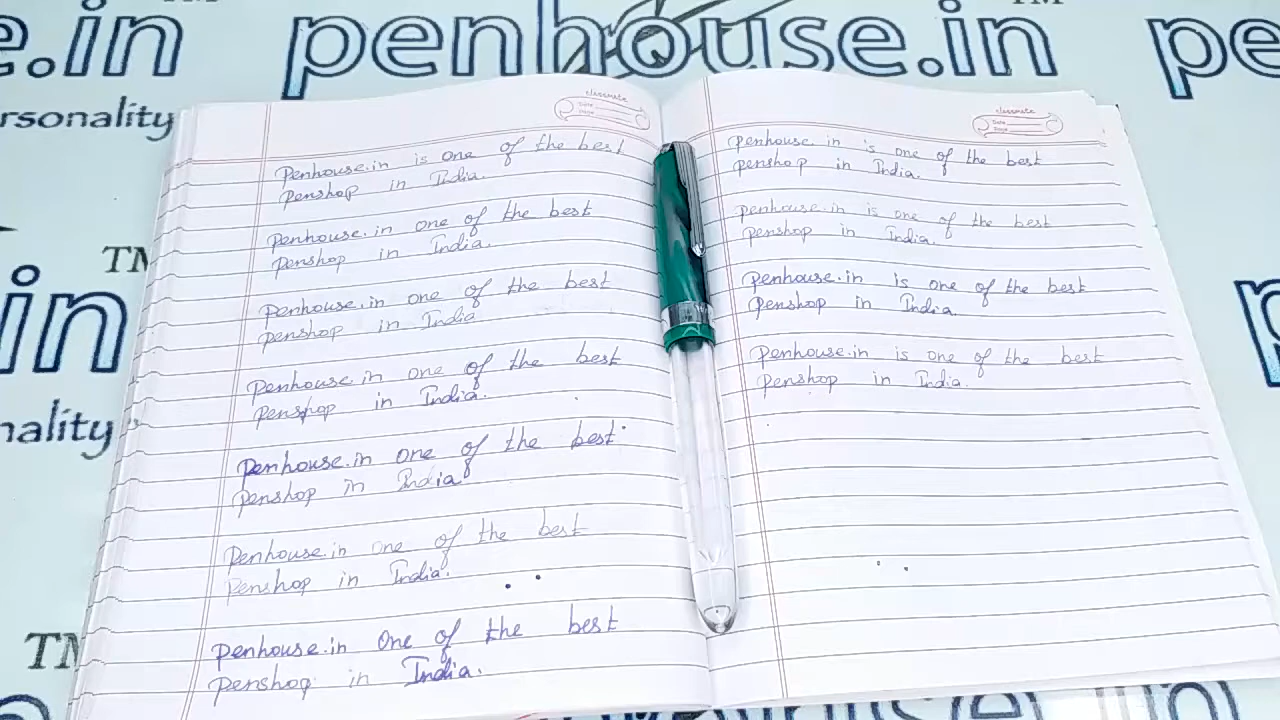 e.in penhouse.in pe
TM
rsonality
classmate
Date
Page
Penhouse.in is one of the best
Penshop in India.
Penhouse.in one of the best
Penshop in India.
Penhouse.in one of the best
Penshop in India
Penhouse.in one of the best
Penshop in India.
Penhouse.in one of the best
Penshop in India
Penhouse.in one of the best
Penshop in India.
Penhouse.in One of the best
Penshop in India.
classmate
Date
Page
Penhouse.in is one of the best
Penshop in India.
Penhouse.in is one of the best
Penshop in India.
Penhouse.in is one of the best
Penshop in India.
Penhouse.in is one of the best
Penshop in India.
TM
in
nality
TM
p